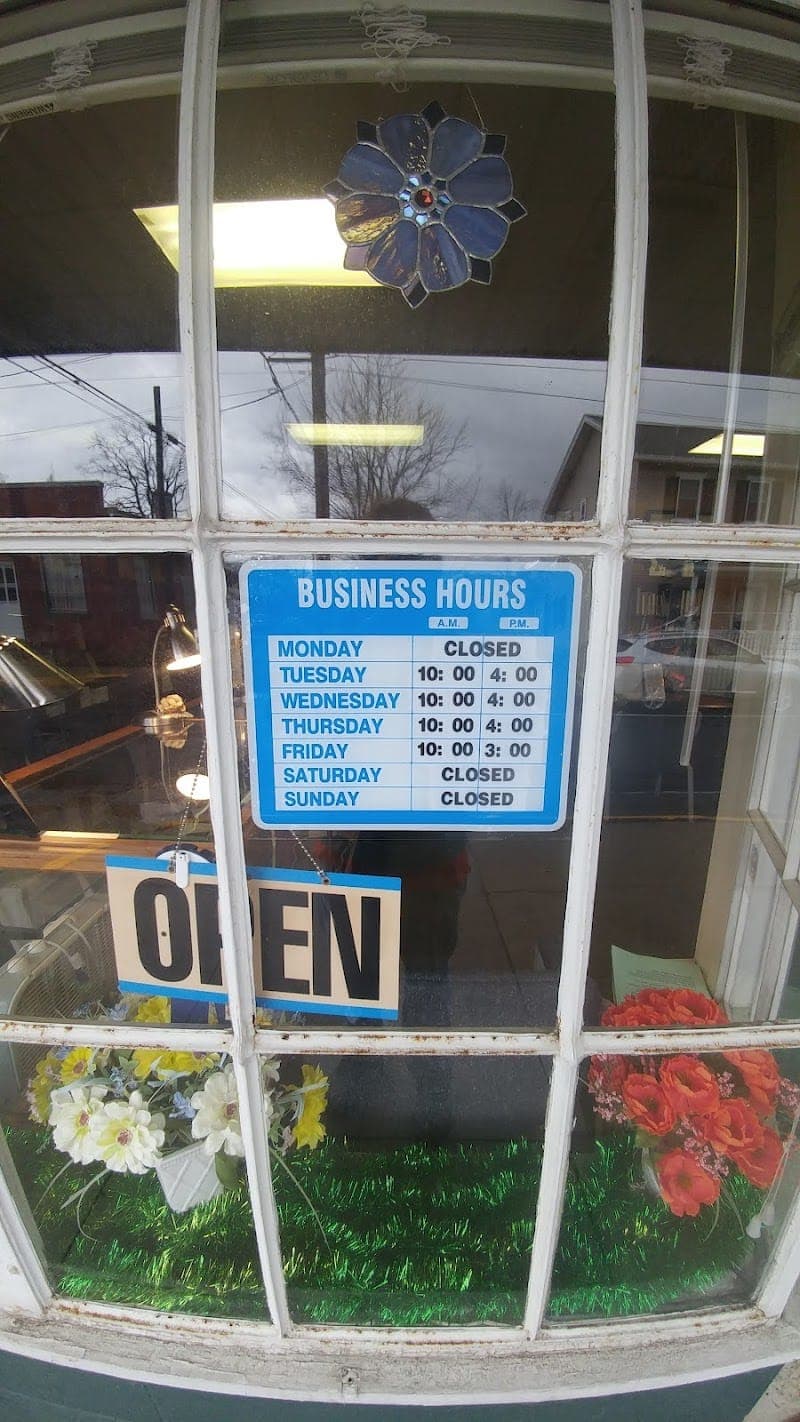 BUSINESS HOURS
A.M. P.M.
MONDAY CLOSED
TUESDAY 10: 00 4: 00
WEDNESDAY 10: 00 4: 00
THURSDAY 10: 00 4: 00
FRIDAY 10: 00 3: 00
SATURDAY CLOSED
SUNDAY CLOSED
OPEN